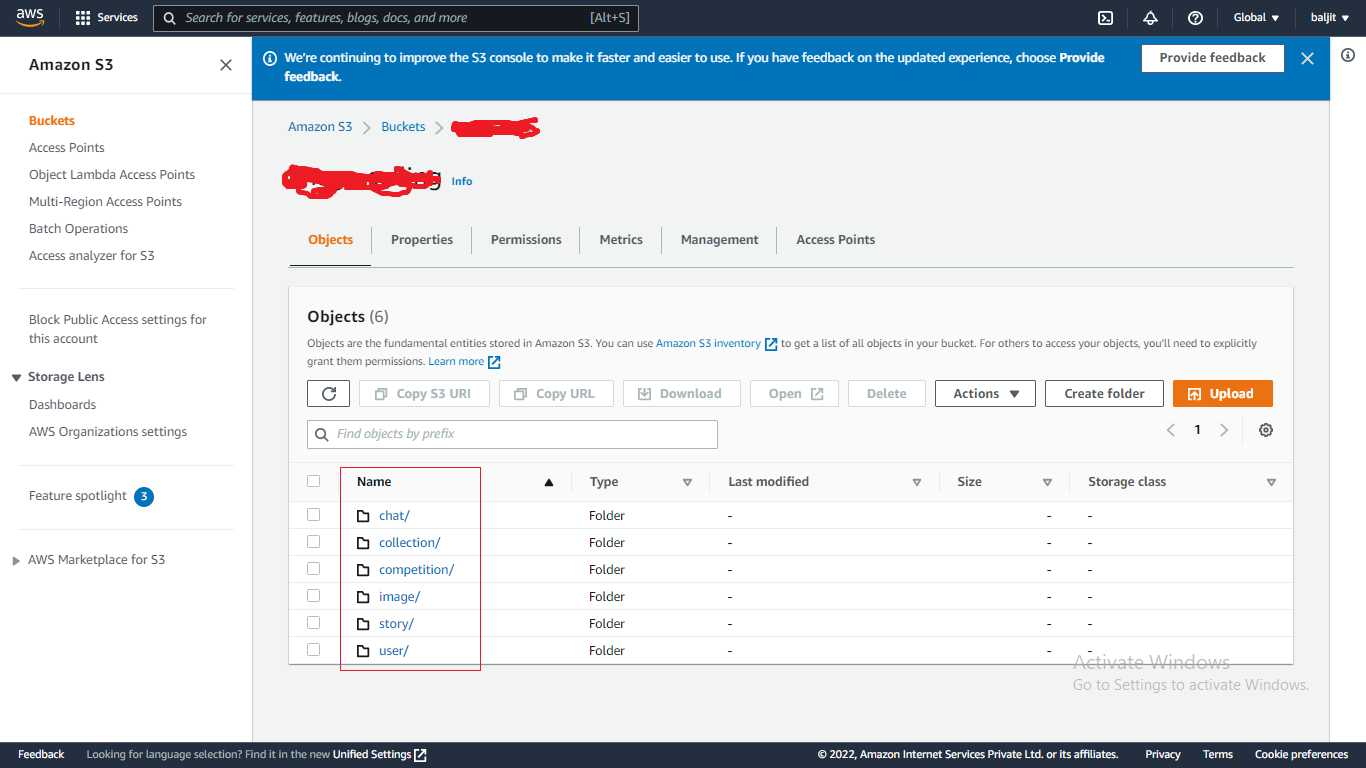 aws Services Search for services, features, blogs, docs, and more [Alt+S] Global baljit
Amazon S3
We're continuing to improve the S3 console to make it faster and easier to use. If you have feedback on the updated experience, choose Provide
feedback.
Provide feedback
Buckets
Access Points
Object Lambda Access Points
Multi-Region Access Points
Batch Operations
Access analyzer for S3
Block Public Access settings for
this account
Storage Lens
Dashboards
AWS Organizations settings
Feature spotlight 3
AWS Marketplace for S3
Amazon S3 Buckets
Info
Objects Properties Permissions Metrics Management Access Points
Objects (6)
Objects are the fundamental entities stored in Amazon S3. You can use Amazon S3 inventory to get a list of all objects in your bucket. For others to access your objects, you'll need to explicitly
grant them permissions. Learn more
Copy S3 URI Copy URL Download Open Delete Actions Create folder Upload
Find objects by prefix 1
Name Type Last modified Size Storage class
chat/ Folder - - -
collection/ Folder - - -
competition/ Folder - - -
image/ Folder - - -
story/ Folder - - -
user/ Folder - - -
Activate Windows
Go to Settings to activate Windows.
Feedback Looking for language selection? Find it in the new Unified Settings © 2022, Amazon Internet Services Private Ltd. or its affiliates. Privacy Terms Cookie preferences